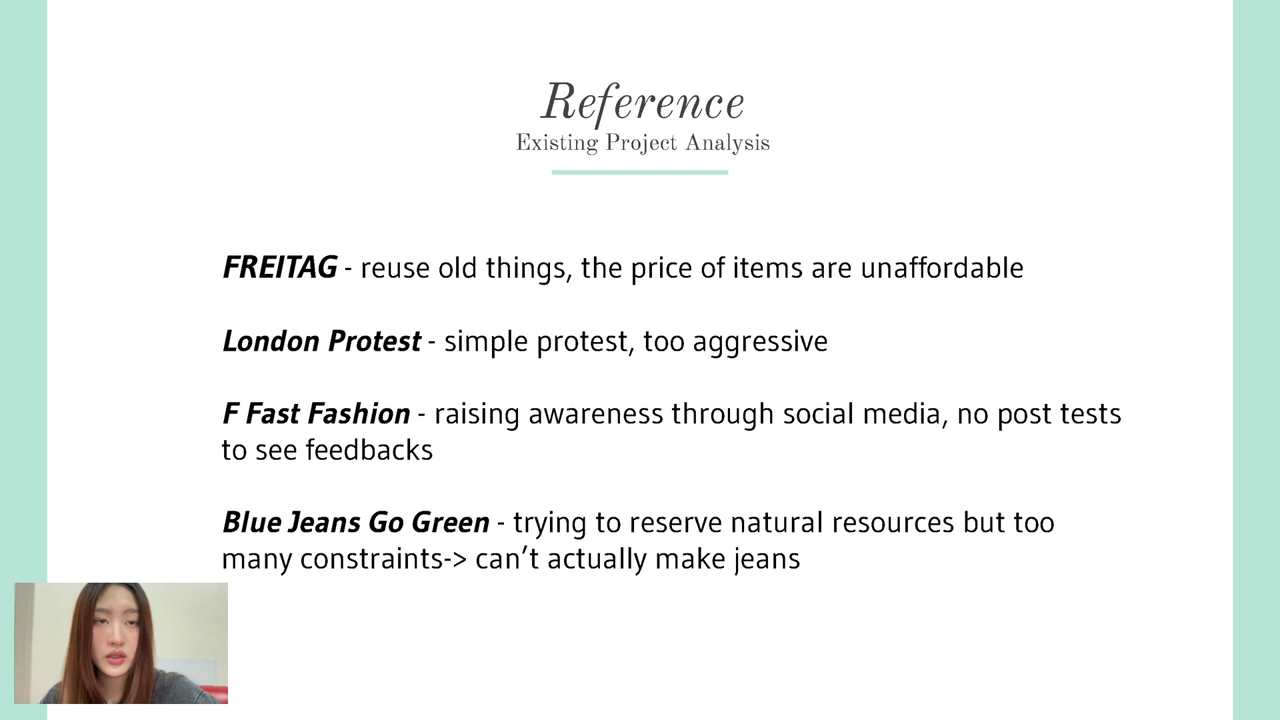 Reference
Existing Project Analysis
FREITAG - reuse old things, the price of items are unaffordable
London Protest - simple protest, too aggressive
F Fast Fashion - raising awareness through social media, no post tests
to see feedbacks
Blue Jeans Go Green - trying to reserve natural resources but too
many constraints-> can’t actually make jeans